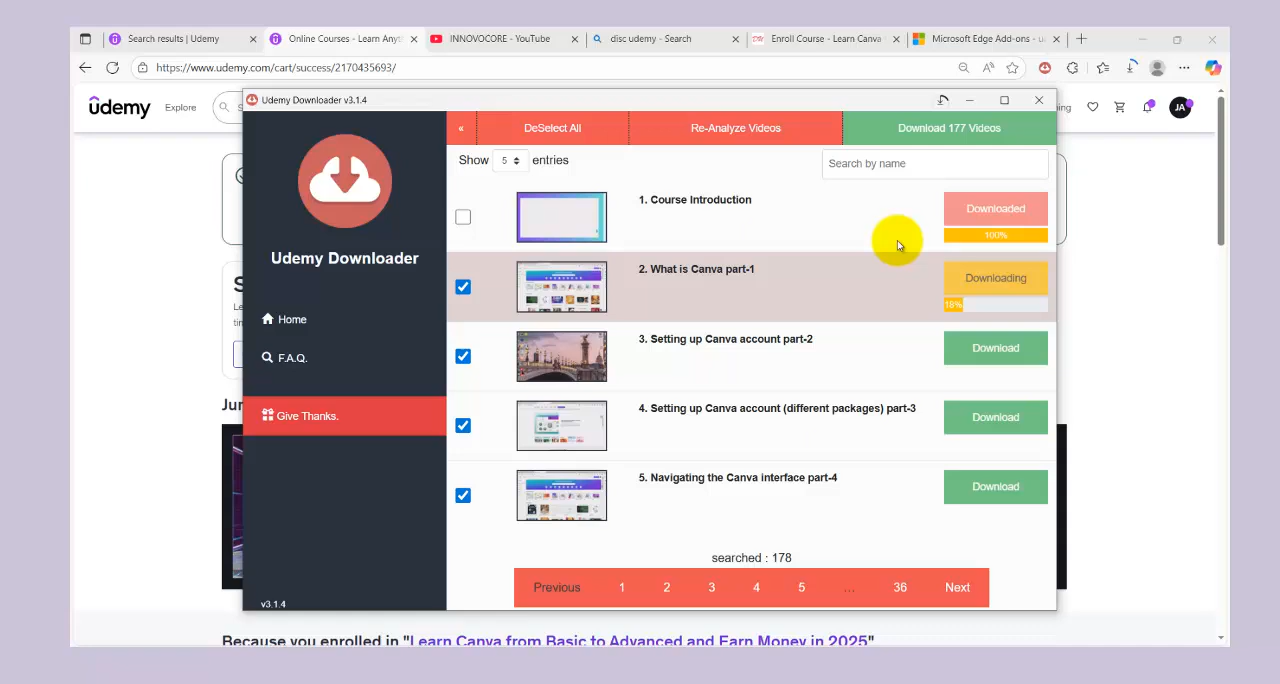 Search results | Udemy
Online Courses - Learn Anyt
INNOVOCORE - YouTube
disc udemy - Search
Enroll Course - Learn Canva
Microsoft Edge Add-ons - u
https://www.udemy.com/cart/success/2170435693/
ûdemy
Explore
JA
Udemy Downloader v3.1.4
«
DeSelect All
Re-Analyze Videos
Download 177 Videos
Show 5 entries
Search by name
1. Course Introduction
Downloaded
100%
Udemy Downloader
2. What is Canva part-1
Downloading
18%
Home
3. Setting up Canva account part-2
Download
F.A.Q.
4. Setting up Canva account (different packages) part-3
Download
Give Thanks.
5. Navigating the Canva interface part-4
Download
searched : 178
Previous 1 2 3 4 5 ... 36 Next
v3.1.4
Because you enrolled in "Learn Canva from Basic to Advanced and Earn Money in 2025"